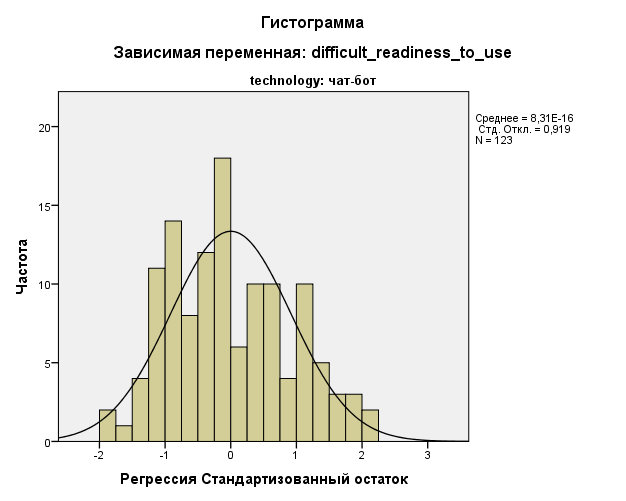 Гистограмма
Зависимая переменная: difficult_readiness_to_use
technology: чат-бот
Среднее = 8,31E-16
Стд. Откл. = 0,919
N = 123
Частота
20
15
10
5
0
-2 -1 0 1 2 3
Регрессия Стандартизованный остаток